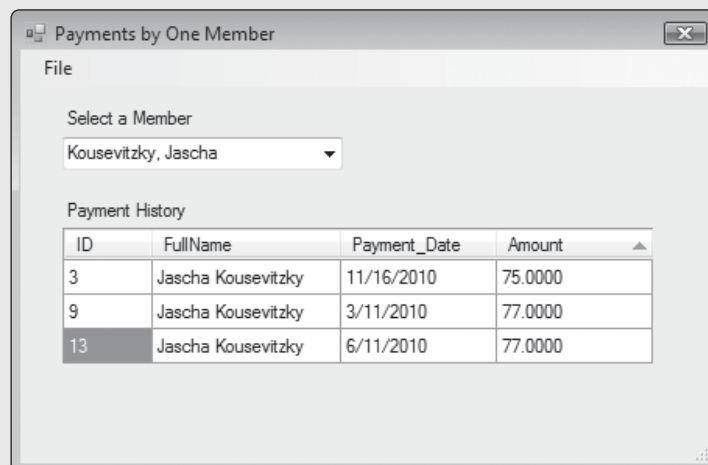 Payments by One Member
File
Select a Member
Kousevitzky, Jascha
Payment History
ID FullName Payment_Date Amount
3 Jascha Kousevitzky 11/16/2010 75.0000
9 Jascha Kousevitzky 3/11/2010 77.0000
13 Jascha Kousevitzky 6/11/2010 77.0000